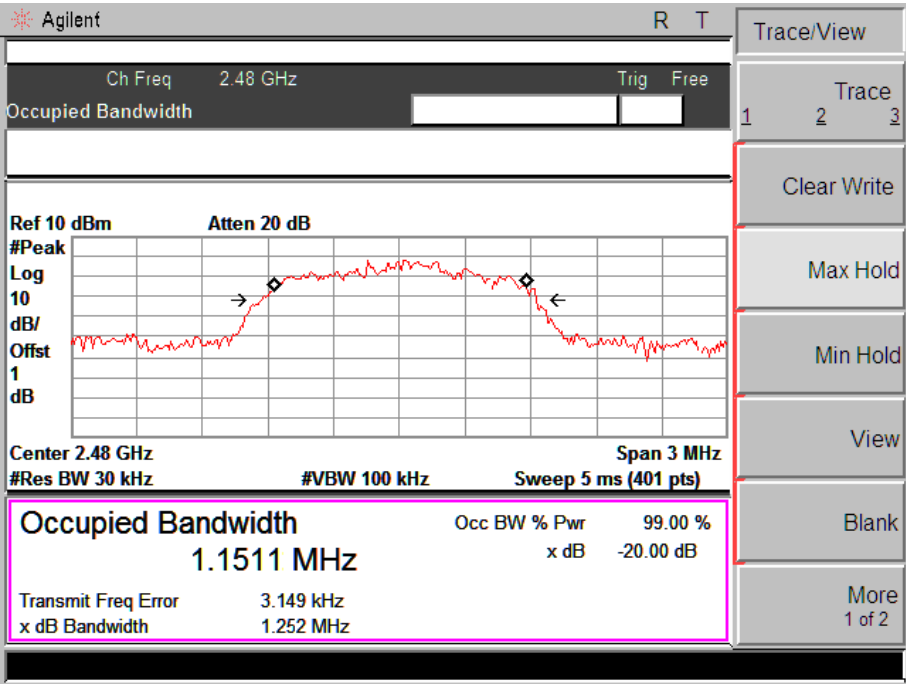 Agilent R T
Ch Freq 2.48 GHz Trig Free
Occupied Bandwidth
Ref 10 dBm Atten 20 dB
#Peak
Log
10
dB/
Offst
1
dB
Center 2.48 GHz Span 3 MHz
#Res BW 30 kHz #VBW 100 kHz Sweep 5 ms (401 pts)
Occupied Bandwidth Occ BW % Pwr 99.00 %
1.1511 MHz x dB -20.00 dB
Transmit Freq Error 3.149 kHz
x dB Bandwidth 1.252 MHz
Trace/View
Trace
1 2 3
Clear Write
Max Hold
Min Hold
View
Blank
More
1 of 2